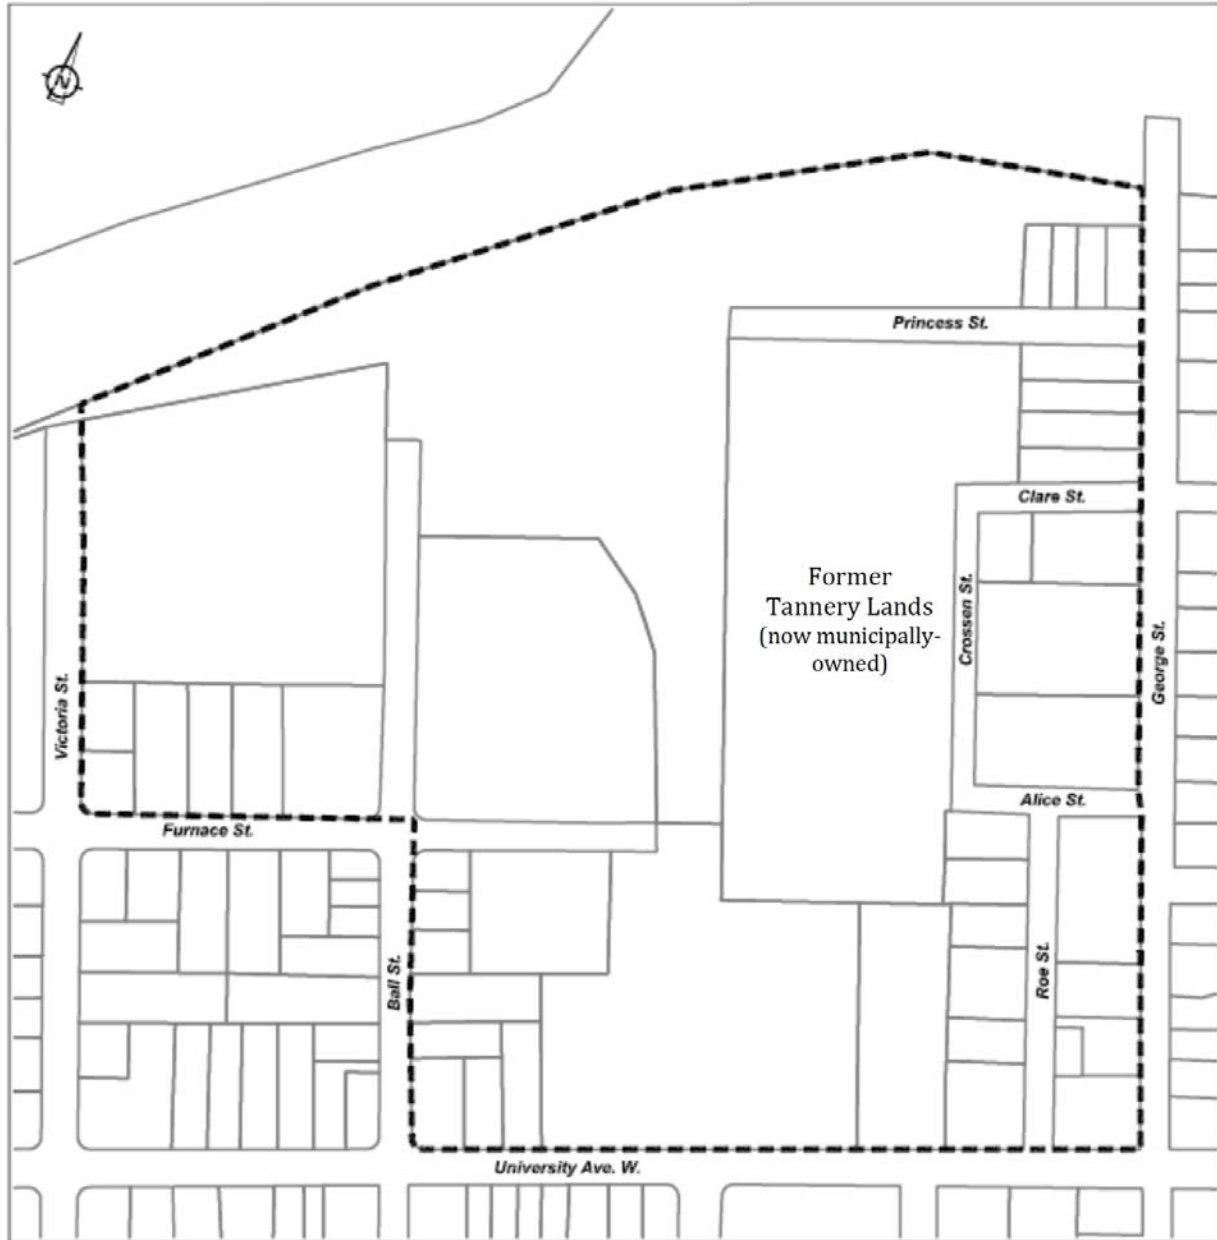 N
Princess St.
Clare St.
Former
Tannery Lands
(now municipally-
owned)
Crossen St.
George St.
Victoria St.
Alice St.
Furnace St.
Ball St.
Roe St.
University Ave. W.